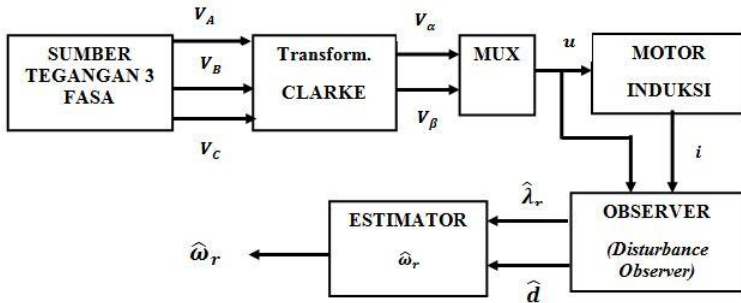 V_A
V_B
V_C
SUMBER
TEGANGAN 3
FASA
Transform.
CLARKE
V_α
V_β
MUX
u
MOTOR
INDUKSI
i
OBSERVER
(Disturbance
Observer)
λ̂_r
d̂
ESTIMATOR
ω̂_r
ω̂_r